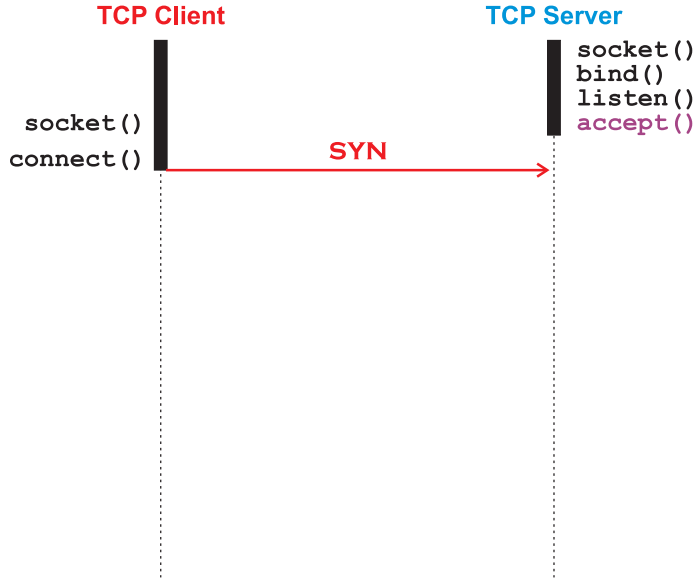 TCP Client
TCP Server
socket()
bind()
listen()
accept()
socket()
connect()
SYN